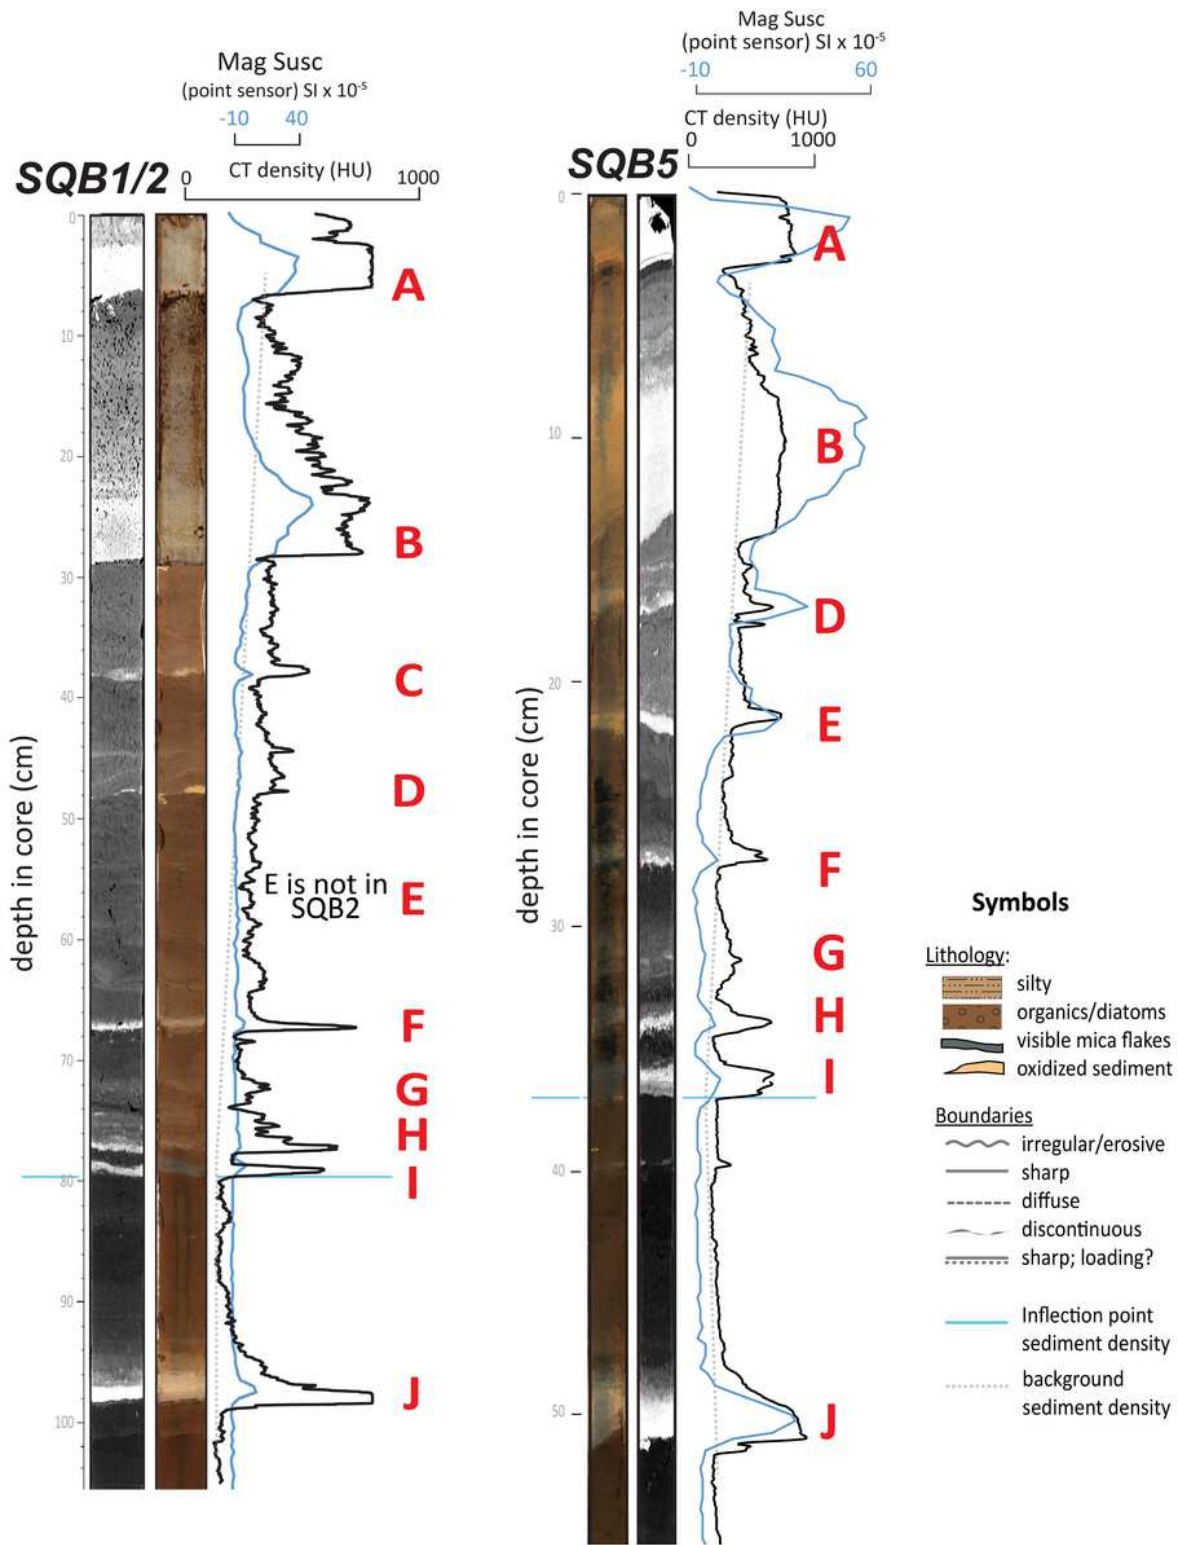 Mag Susc
(point sensor) SI x 10-5
-10 40
CT density (HU)
SQB1/2 0 1000
0
10
20
30
40
50
60
70
80
90
100
depth in core (cm)
A
B
C
D
E is not in
SQB2
E
F
G
H
I
J
Mag Susc
(point sensor) SI x 10-5
-10 60
CT density (HU)
0 1000
SQB5
0
10
20
30
40
50
depth in core (cm)
A
B
D
E
F
G
H
I
J
Symbols
Lithology:
silty
organics/diatoms
visible mica flakes
oxidized sediment
Boundaries
irregular/erosive
sharp
diffuse
discontinuous
sharp; loading?
Inflection point
sediment density
background
sediment density